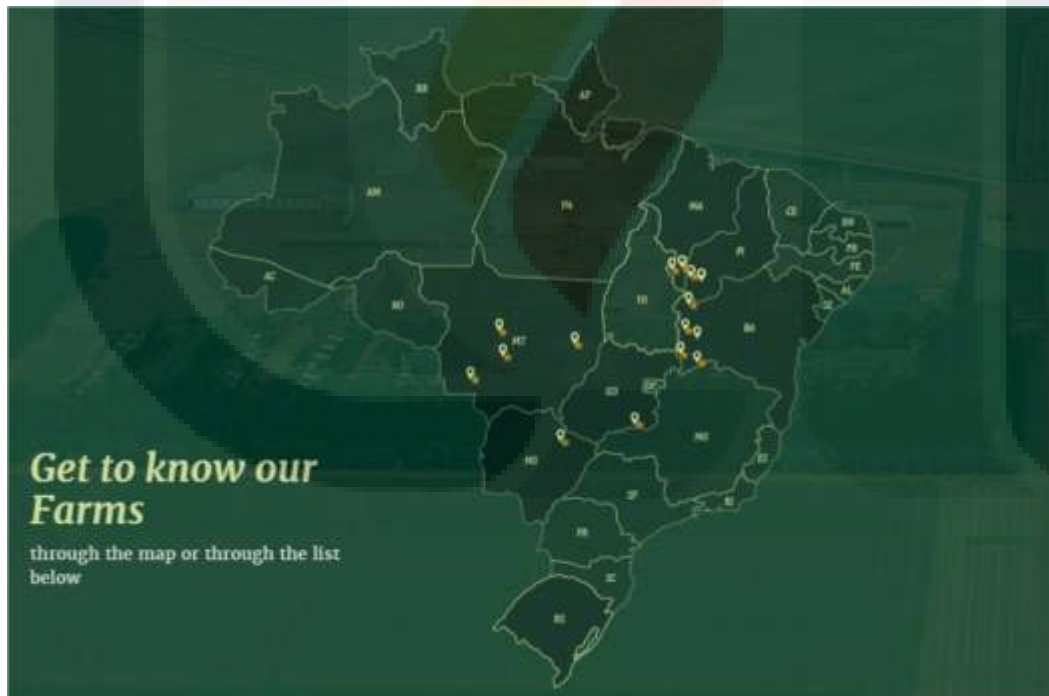 RR
AP
AM
PA
MA
CE
RN
PB
PI
PE
AC
AL
SE
RO
TO
BA
MT
GO
DF
MG
MS
ES
SP
RJ
PR
SC
RS
Get to know our
Farms
through the map or through the list
below